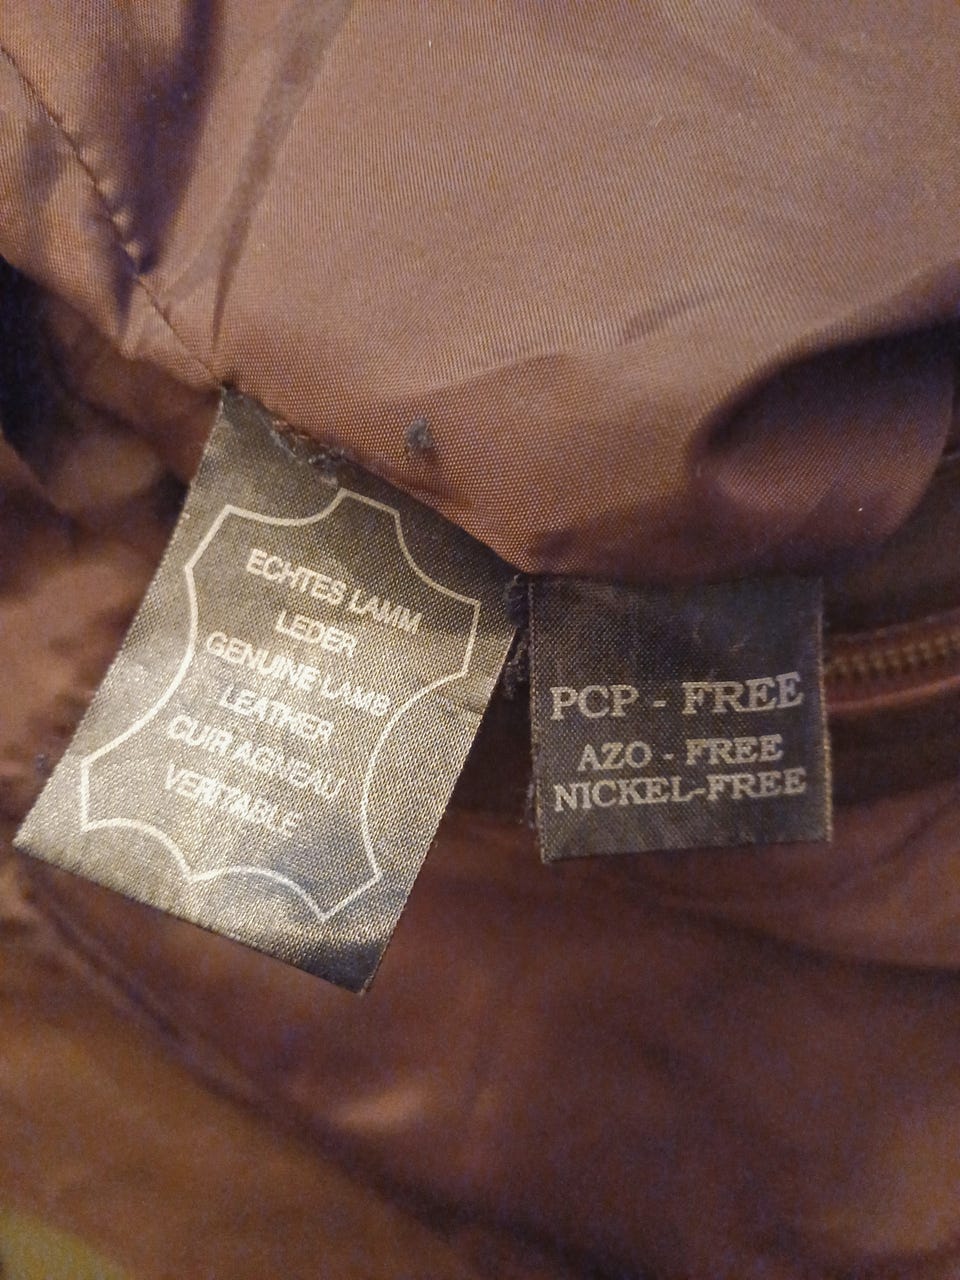 ECHTES LAMM
LEDER
GENUINE LAMB
LEATHER
CUIR AGNEAU
VERITABLE
PCP - FREE
AZO - FREE
NICKEL-FREE